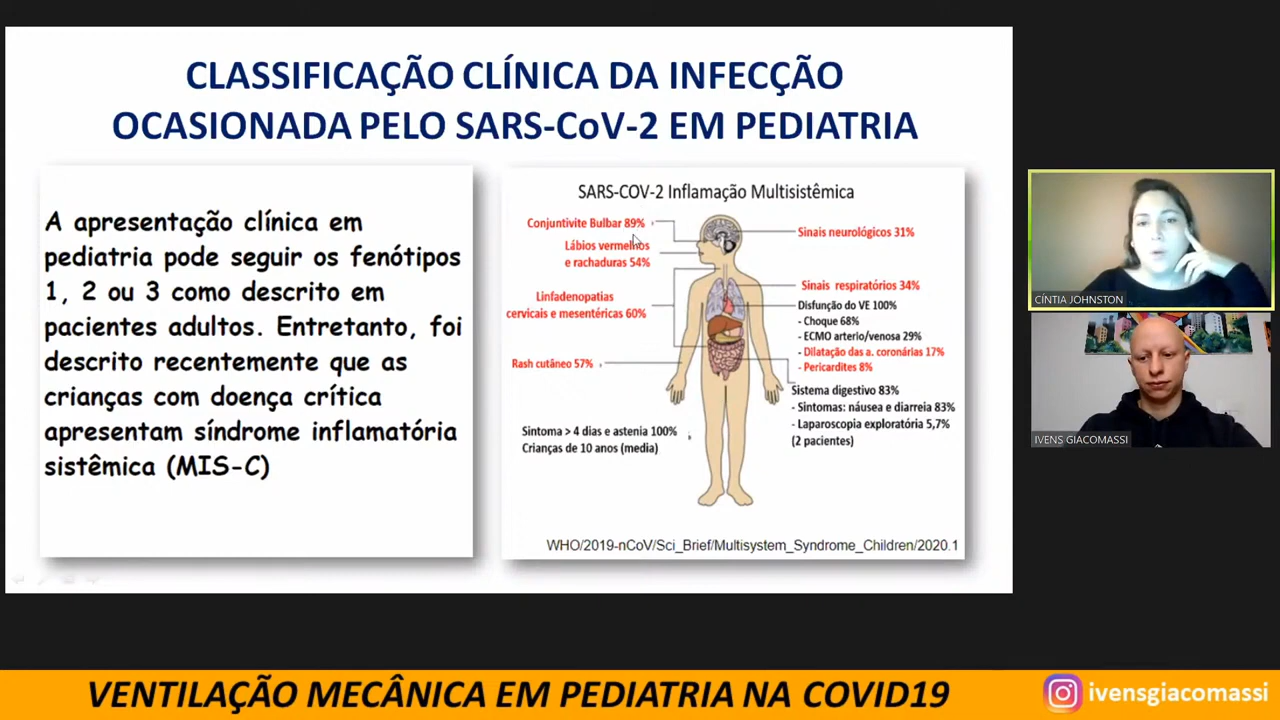 CLASSIFICAÇÃO CLÍNICA DA INFECÇÃO
OCASIONADA PELO SARS-CoV-2 EM PEDIATRIA
A apresentação clínica em
pediatria pode seguir os fenótipos
1, 2 ou 3 como descrito em
pacientes adultos. Entretanto, foi
descrito recentemente que as
crianças com doença crítica
apresentam síndrome inflamatória
sistêmica (MIS-C)
SARS-COV-2 Inflamação Multisistêmica
Conjuntivite Bulbar 89%
Lábios vermelhos
e rachaduras 54%
Linfadenopatias
cervicais e mesentéricas 60%
Rash cutâneo 57%
Sintoma > 4 dias e astenia 100%
Crianças de 10 anos (media)
Sinais neurológicos 31%
Sinais respiratórios 34%
Disfunção do VE 100%
- Choque 68%
- ECMO arterio/venosa 29%
- Dilatação das a. coronárias 17%
- Pericardites 8%
Sistema digestivo 83%
- Sintomas: náusea e diarreia 83%
- Laparoscopia exploratória 5,7%
(2 pacientes)
WHO/2019-nCoV/Sci_Brief/Multisystem_Syndrome_Children/2020.1
CÍNTIA JOHNSTON
IVENS GIACOMASSI
VENTILAÇÃO MECÂNICA EM PEDIATRIA NA COVID19
ivensgiacomassi